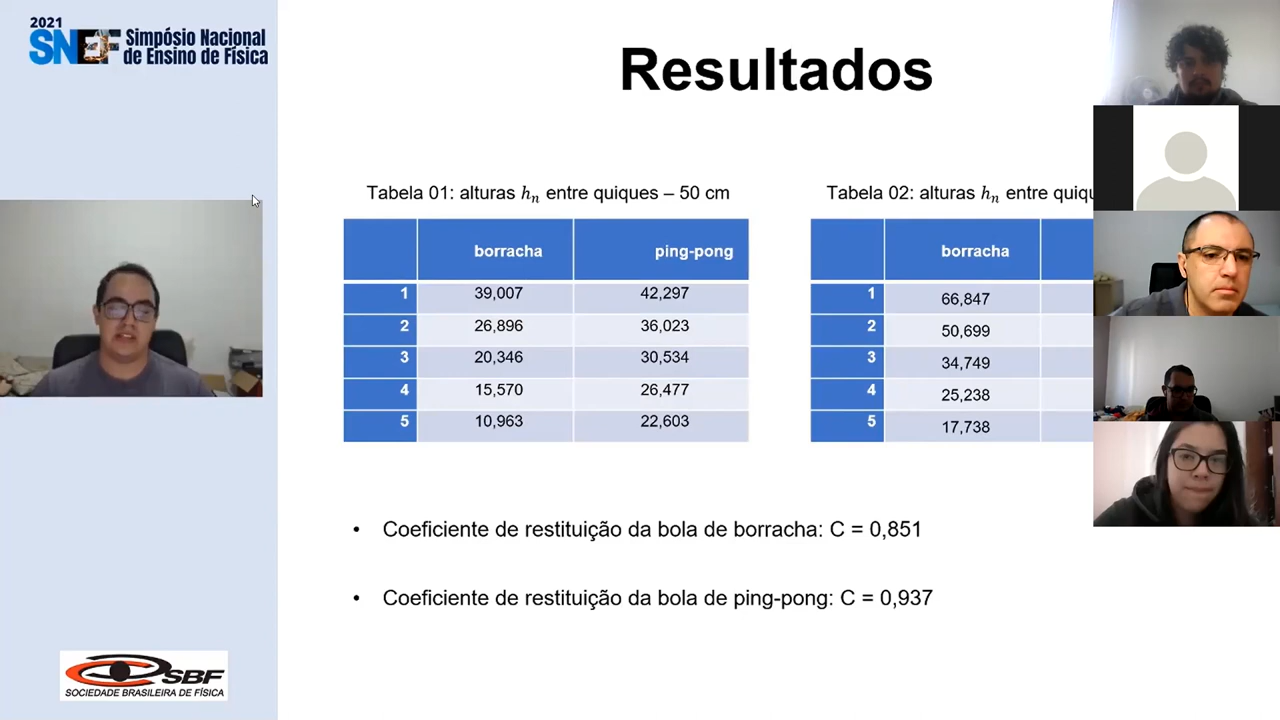 2021
SNEF Simpósio Nacional
de Ensino de Física
Resultados
Tabela 01: alturas hn entre quiques – 50 cm
borracha ping-pong
1 39,007 42,297
2 26,896 36,023
3 20,346 30,534
4 15,570 26,477
5 10,963 22,603
Tabela 02: alturas hn entre quiqu
borracha
1 66,847
2 50,699
3 34,749
4 25,238
5 17,738
• Coeficiente de restituição da bola de borracha: C = 0,851
• Coeficiente de restituição da bola de ping-pong: C = 0,937
SBF
SOCIEDADE BRASILEIRA DE FÍSICA